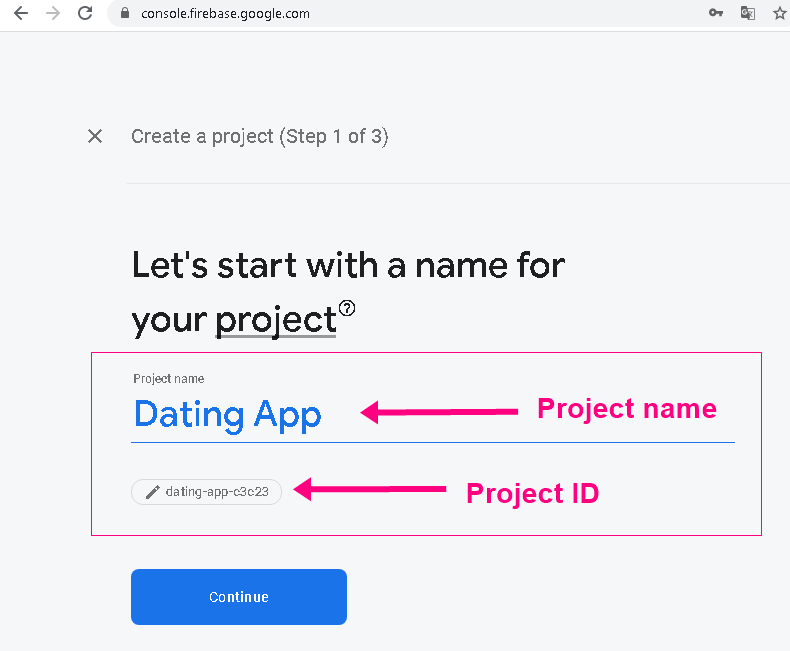 console.firebase.google.com
Create a project (Step 1 of 3)
Let's start with a name for
your project
Project name
Dating App
Project name
dating-app-c3c23
Project ID
Continue